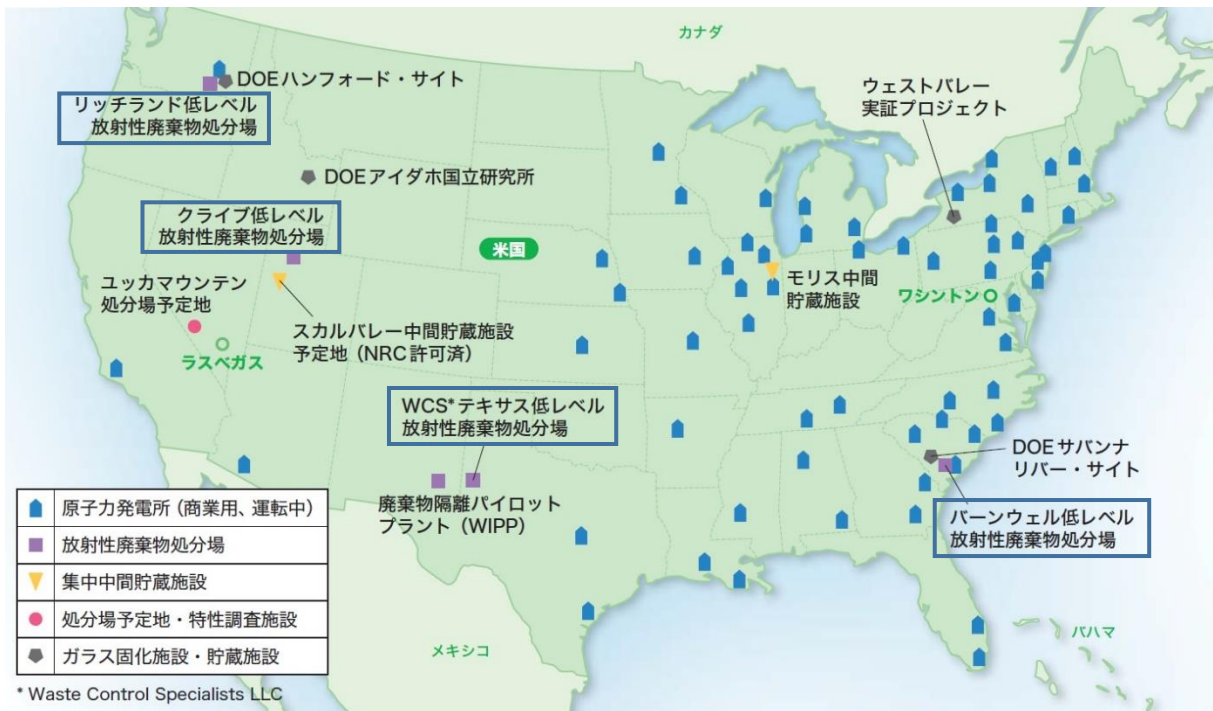 カナダ
DOEハンフォード・サイト
リッチランド低レベル
放射性廃棄物処分場
ウェストバレー
実証プロジェクト
DOEアイダホ国立研究所
クライブ低レベル
放射性廃棄物処分場
米国
ユッカマウンテン
処分場予定地
モリス中間
貯蔵施設
ワシントン
スカルバレー中間貯蔵施設
予定地（NRC許可済）
ラスベガス
WCS*テキサス低レベル
放射性廃棄物処分場
DOEサバンナ
リバー・サイト
廃棄物隔離パイロット
プラント（WIPP）
バーンウェル低レベル
放射性廃棄物処分場
原子力発電所（商業用、運転中）
放射性廃棄物処分場
集中中間貯蔵施設
処分場予定地・特性調査施設
ガラス固化施設・貯蔵施設
メキシコ
バハマ
* Waste Control Specialists LLC